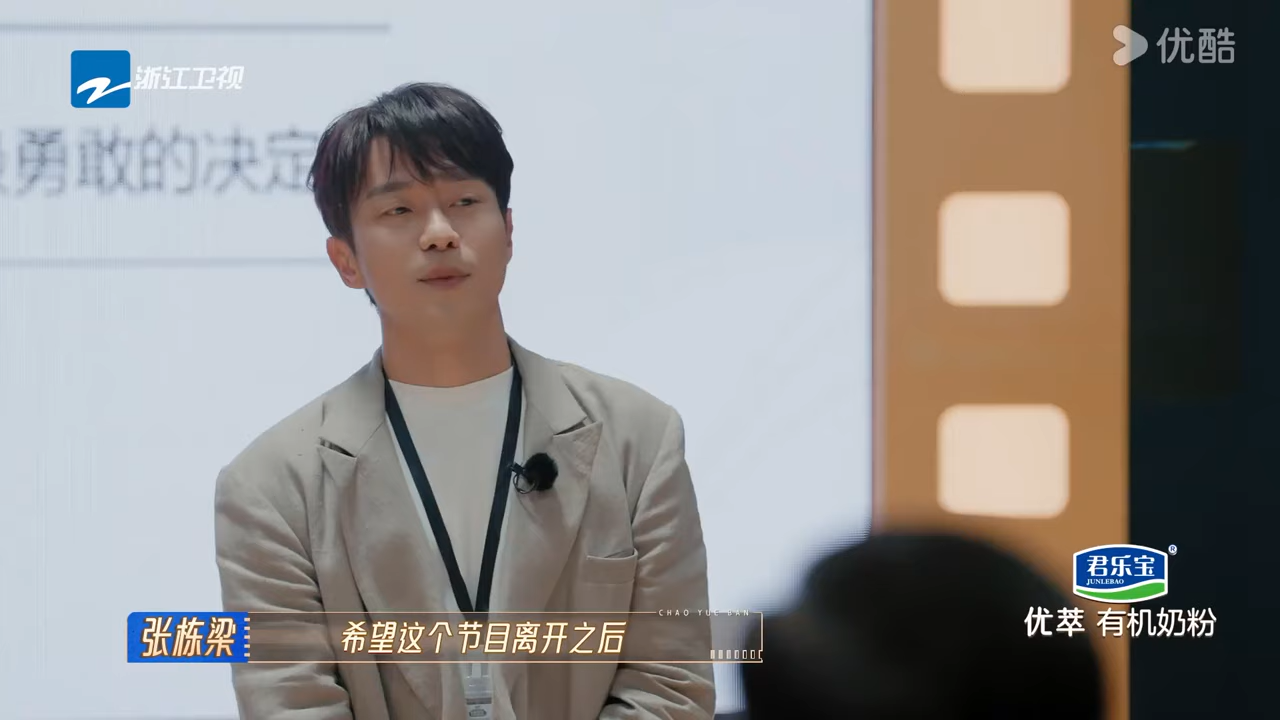 浙江卫视
优酷
勇敢的决定
君乐宝
JUNLEBAO
优萃 有机奶粉
CHAO YUE BAN
张栋梁
希望这个节目离开之后